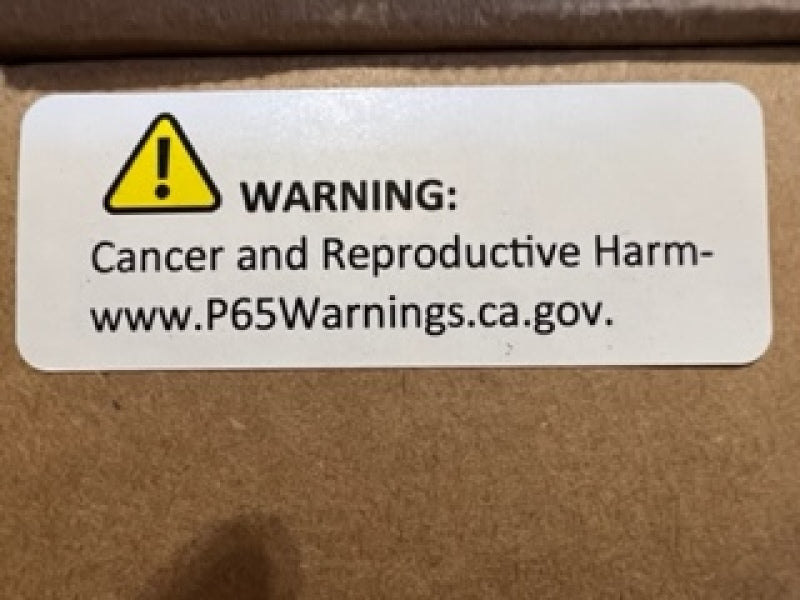 WARNING:
Cancer and Reproductive Harm-
www.P65Warnings.ca.gov.